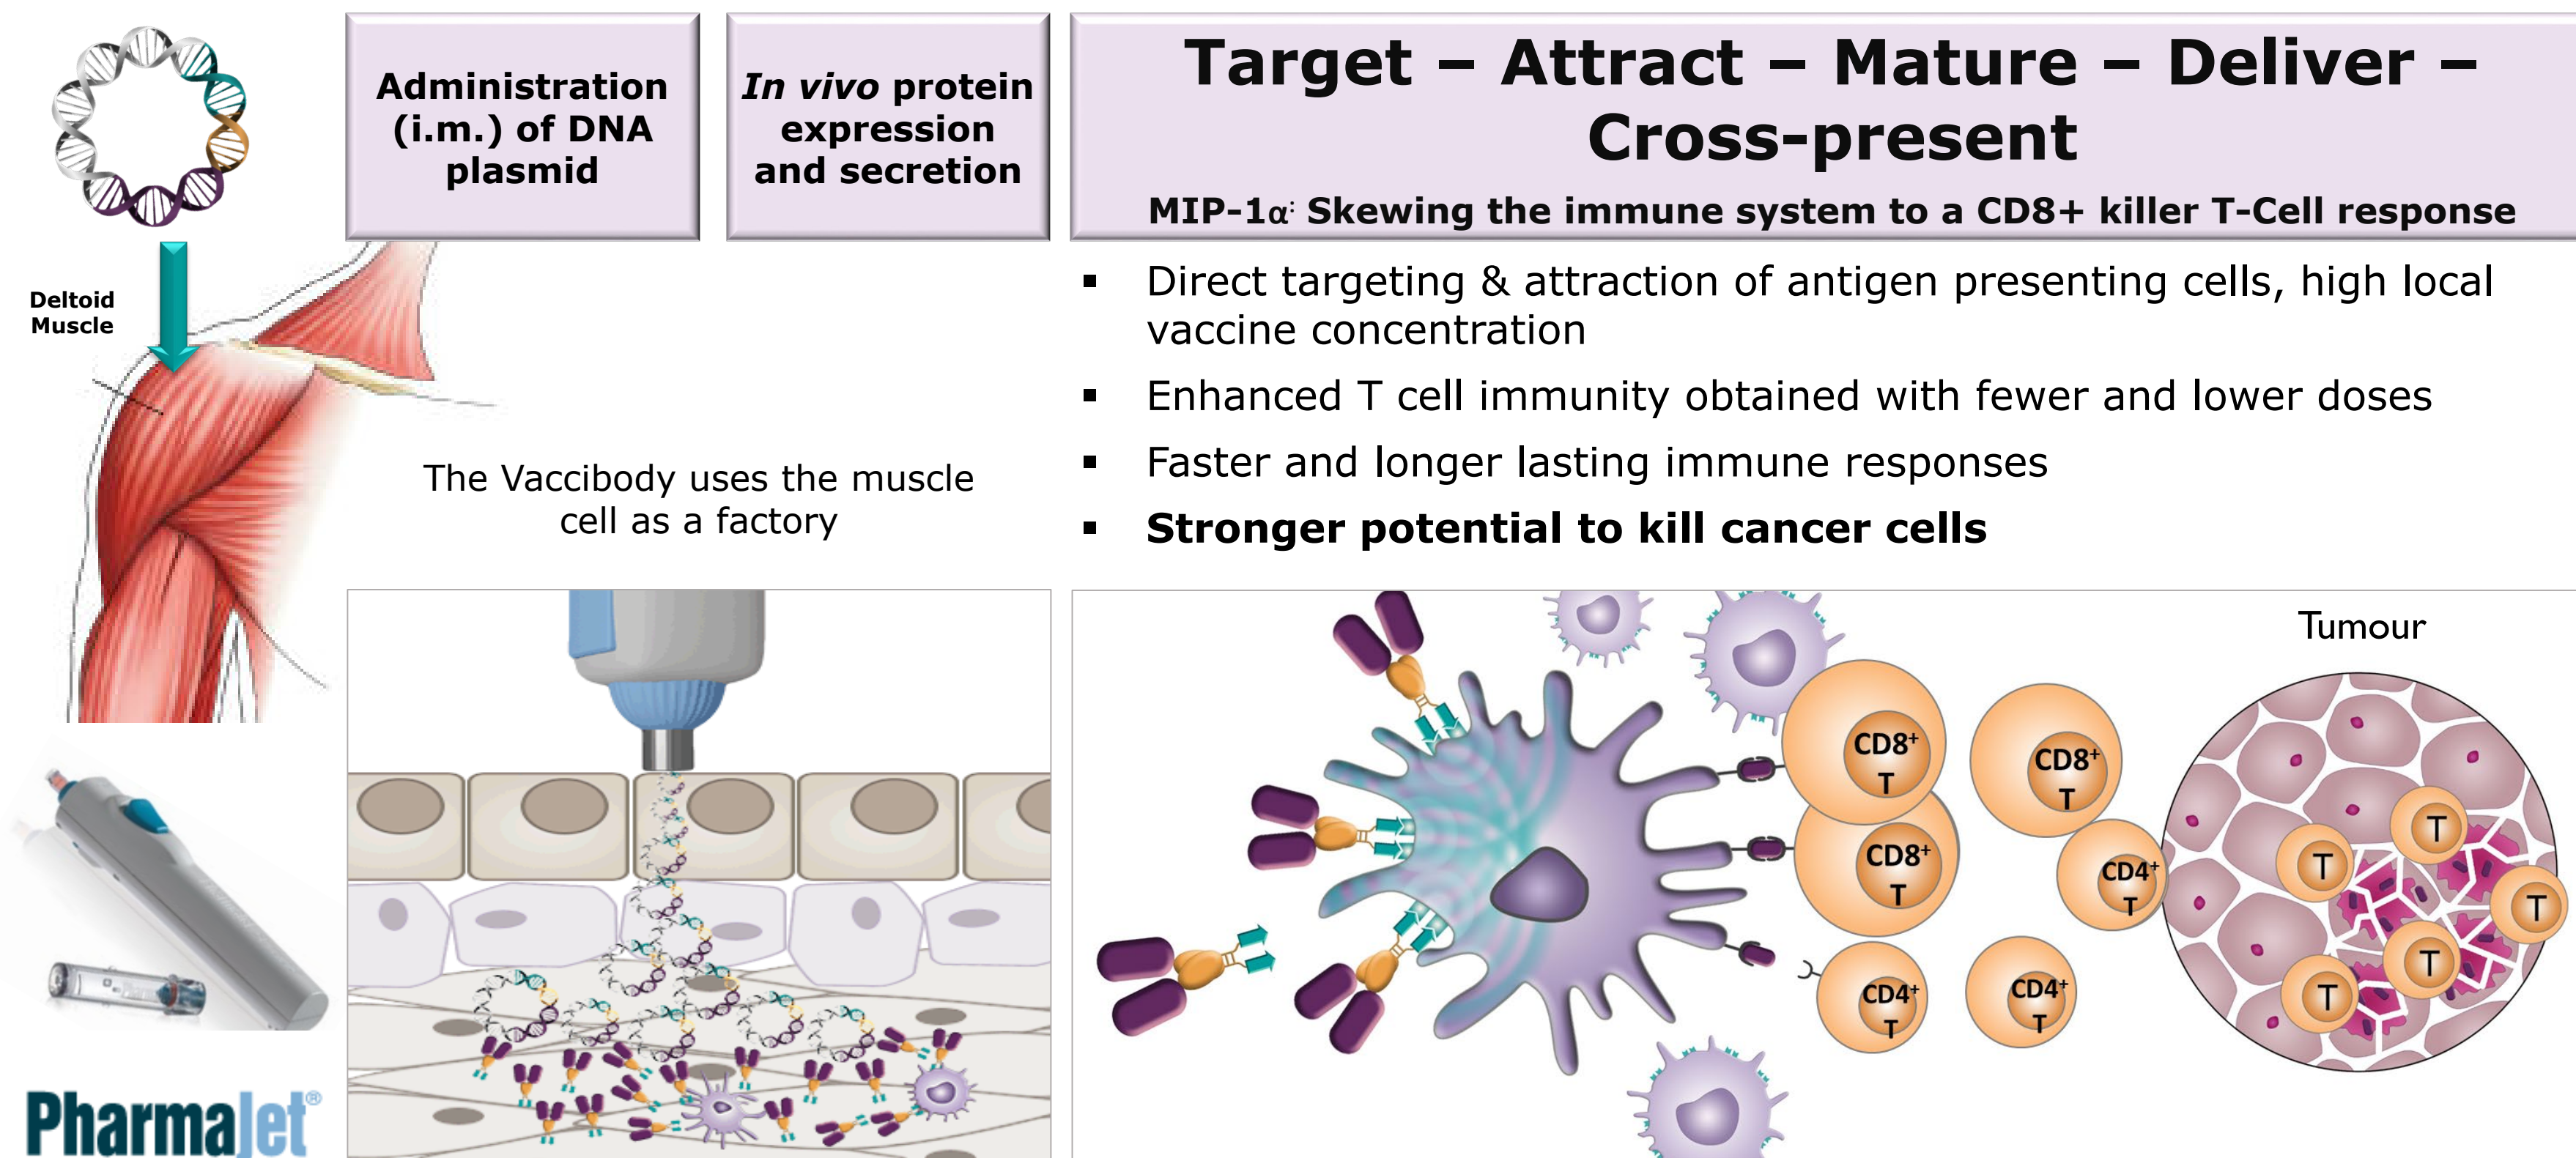 Administration
(i.m.) of DNA
plasmid
In vivo protein
expression
and secretion
Target – Attract – Mature – Deliver –
Cross-present
MIP-1α: Skewing the immune system to a CD8+ killer T-Cell response
Deltoid
Muscle
The Vaccibody uses the muscle
cell as a factory
▪ Direct targeting & attraction of antigen presenting cells, high local
vaccine concentration
▪ Enhanced T cell immunity obtained with fewer and lower doses
▪ Faster and longer lasting immune responses
▪ Stronger potential to kill cancer cells
Tumour
CD8+
T
CD8+
T
CD8+
T
CD4+
T
CD4+
T
CD4+
T
T
T
T
T
T
PharmaJet®